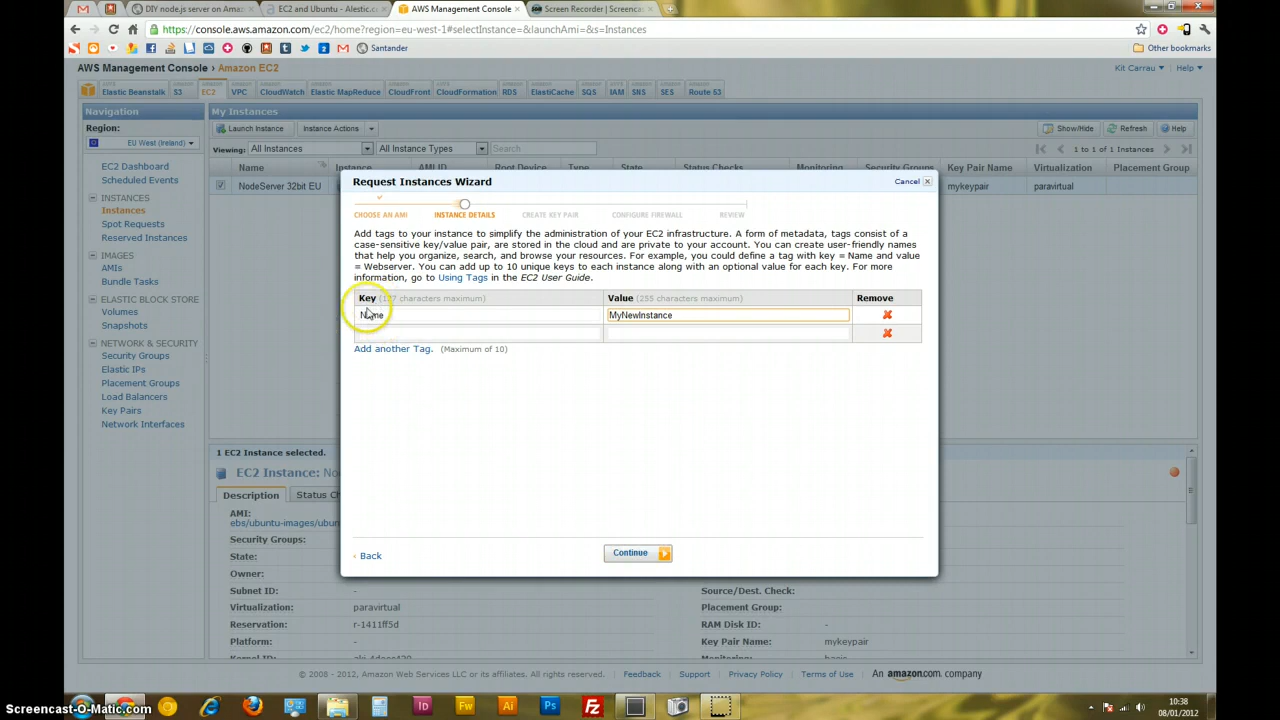 DIY node.js server on Amaz
EC2 and Ubuntu - Alestic.c
AWS Management Console
Screen Recorder | Screenca
https://console.aws.amazon.com/ec2/home?region=eu-west-1#selectInstance=&launchAmi=&s=Instances
Santander
Other bookmarks
AWS Management Console › Amazon EC2
Kit Carrau
Help
Elastic Beanstalk
S3
EC2
VPC
CloudWatch
Elastic MapReduce
CloudFront
CloudFormation
RDS
ElastiCache
SQS
IAM
SNS
SES
Route 53
Navigation
Region:
EU West (Ireland)
EC2 Dashboard
Scheduled Events
INSTANCES
Instances
Spot Requests
Reserved Instances
IMAGES
AMIs
Bundle Tasks
ELASTIC BLOCK STORE
Volumes
Snapshots
NETWORK & SECURITY
Security Groups
Elastic IPs
Placement Groups
Load Balancers
Key Pairs
Network Interfaces
My Instances
Launch Instance
Instance Actions
Show/Hide
Refresh
Help
Viewing:
All Instances
All Instance Types
Search
1 to 1 of 1 Instances
Name
Instance
AMI ID
Root Device
Type
State
Status Checks
Monitoring
Security Groups
Key Pair Name
Virtualization
Placement Group
NodeServer 32bit EU
mykeypair
paravirtual
Request Instances Wizard
Cancel
CHOOSE AN AMI
INSTANCE DETAILS
CREATE KEY PAIR
CONFIGURE FIREWALL
REVIEW
Add tags to your instance to simplify the administration of your EC2 infrastructure. A form of metadata, tags consist of a
case-sensitive key/value pair, are stored in the cloud and are private to your account. You can create user-friendly names
that help you organize, search, and browse your resources. For example, you could define a tag with key = Name and value
= Webserver. You can add up to 10 unique keys to each instance along with an optional value for each key. For more
information, go to Using Tags in the EC2 User Guide.
Key (127 characters maximum)
Value (255 characters maximum)
Remove
Name
MyNewInstance
Add another Tag. (Maximum of 10)
Back
Continue
1 EC2 Instance selected.
EC2 Instance: No
Description
Status Ch
AMI:
ebs/ubuntu-images/ubun
Security Groups:
State:
Owner:
Subnet ID:
-
Virtualization:
paravirtual
Reservation:
r-1411ff5d
Platform:
-
Kernel ID:
Source/Dest. Check:
Placement Group:
RAM Disk ID:
-
Key Pair Name:
mykeypair
Monitoring:
basic
© 2008 - 2012, Amazon Web Services LLC or its affiliates. All rights reserved.
Feedback
Support
Privacy Policy
Terms of Use
An amazon.com company
Id
Fw
Ai
Ps
Fz
10:38
08/01/2012
Screencast-O-Matic.com